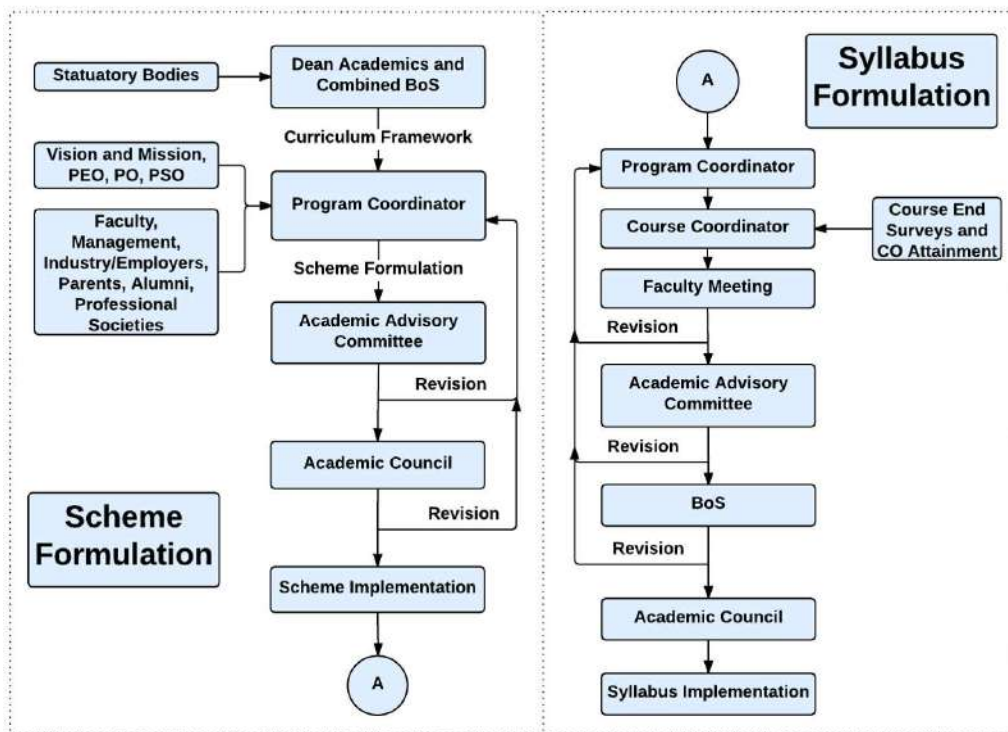 Statuatory Bodies
Dean Academics and
Combined BoS
Curriculum Framework
Vision and Mission,
PEO, PO, PSO
Program Coordinator
Faculty,
Management,
Industry/Employers,
Parents, Alumni,
Professional
Societies
Scheme Formulation
Academic Advisory
Committee
Revision
Academic Council
Revision
Scheme
Formulation
Scheme Implementation
A
Syllabus
Formulation
A
Program Coordinator
Course Coordinator
Course End
Surveys and
CO Attainment
Faculty Meeting
Revision
Academic Advisory
Committee
Revision
BoS
Revision
Academic Council
Syllabus Implementation